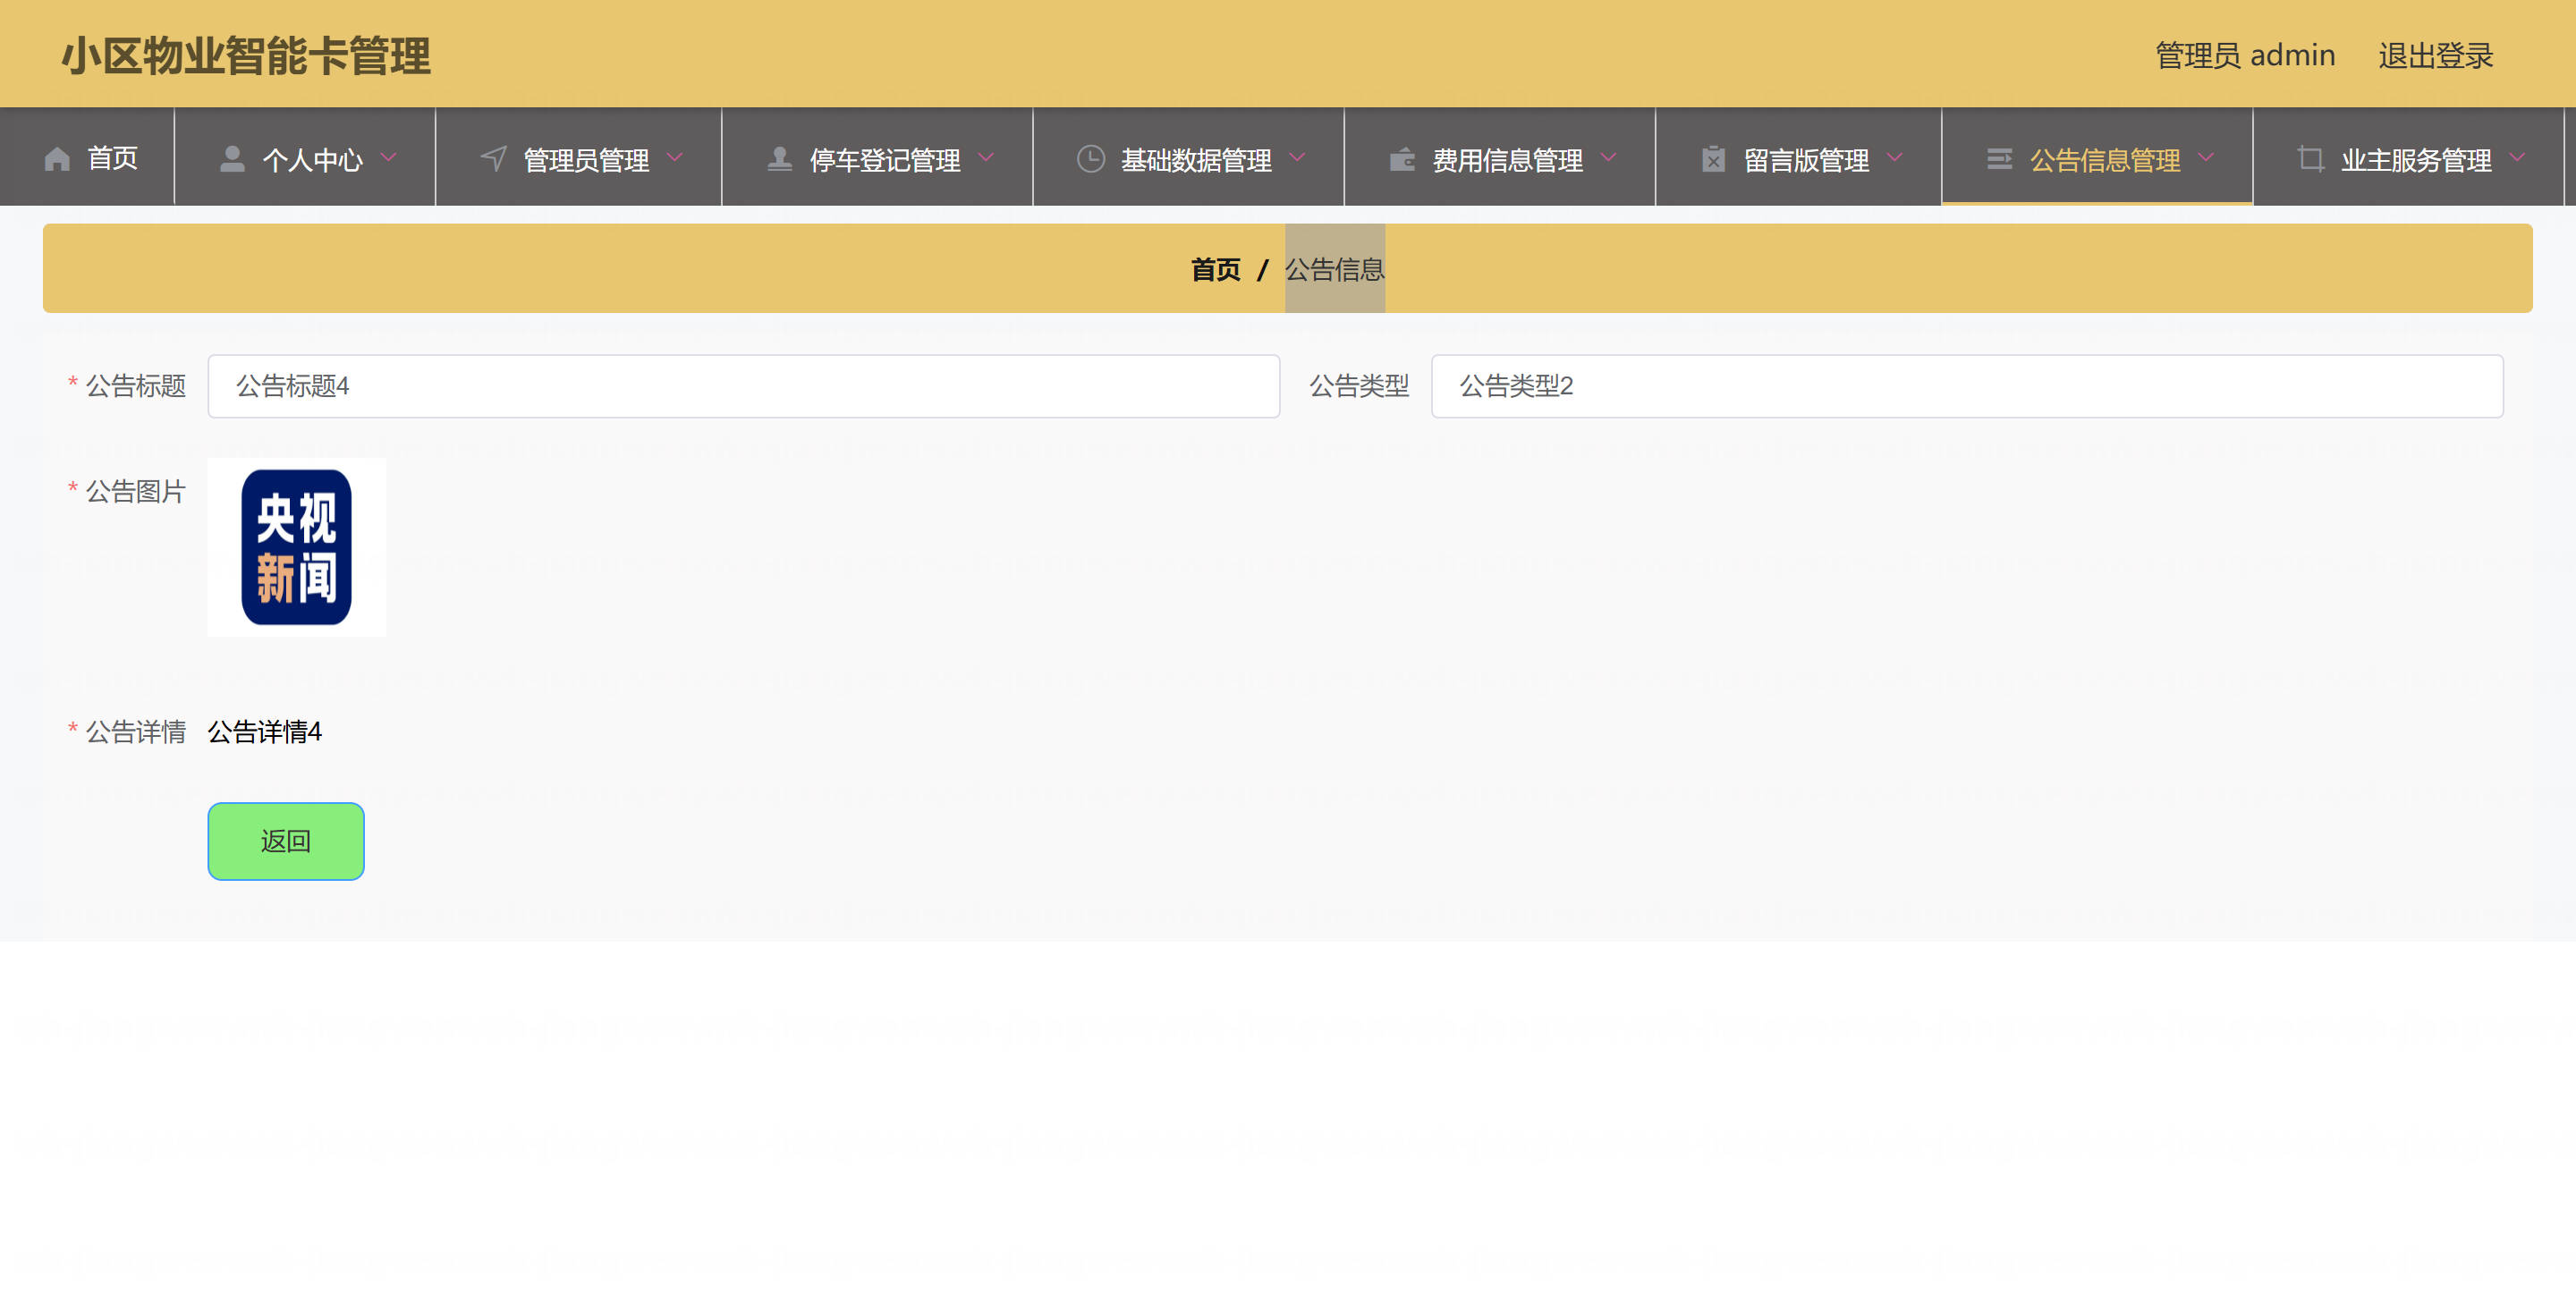 小区物业智能卡管理
管理员 admin 退出登录
首页 个人中心 管理员管理 停车登记管理 基础数据管理 费用信息管理 留言版管理 公告信息管理 业主服务管理
首页 / 公告信息
* 公告标题 公告标题4 公告类型 公告类型2
* 公告图片
央视
新闻
* 公告详情 公告详情4
返回